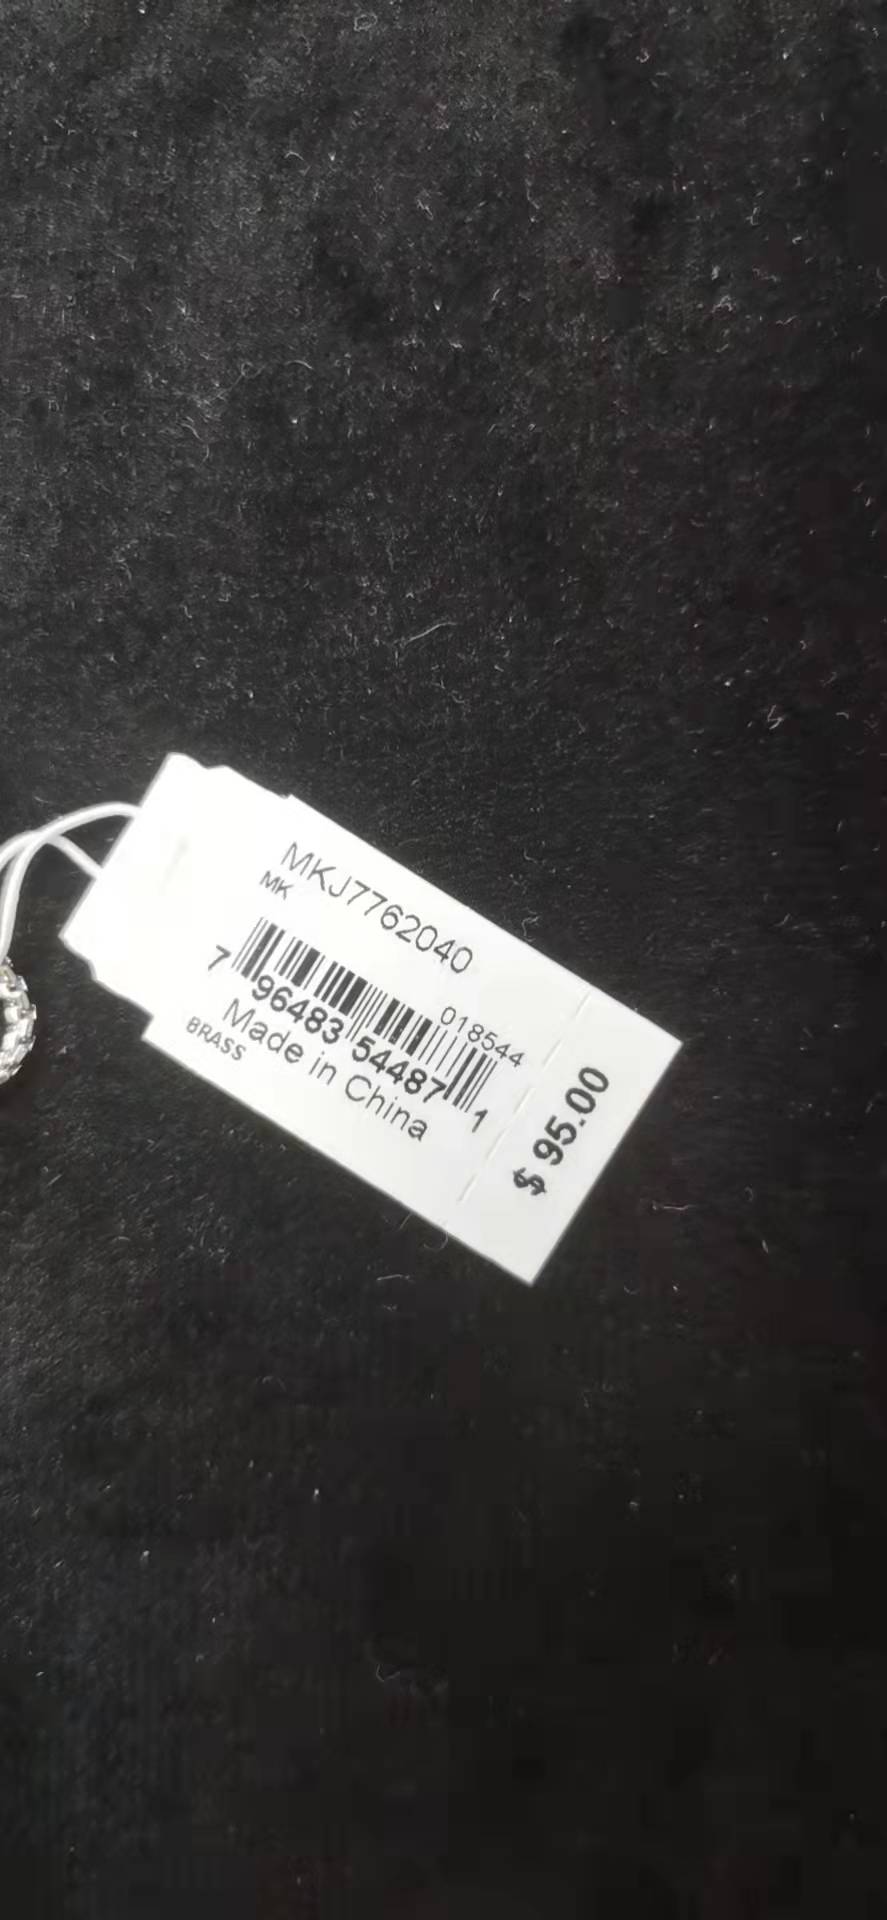 MKJ7762040
MK
018544
7 96483 54487 1
Made in China
BRASS
$ 95.00